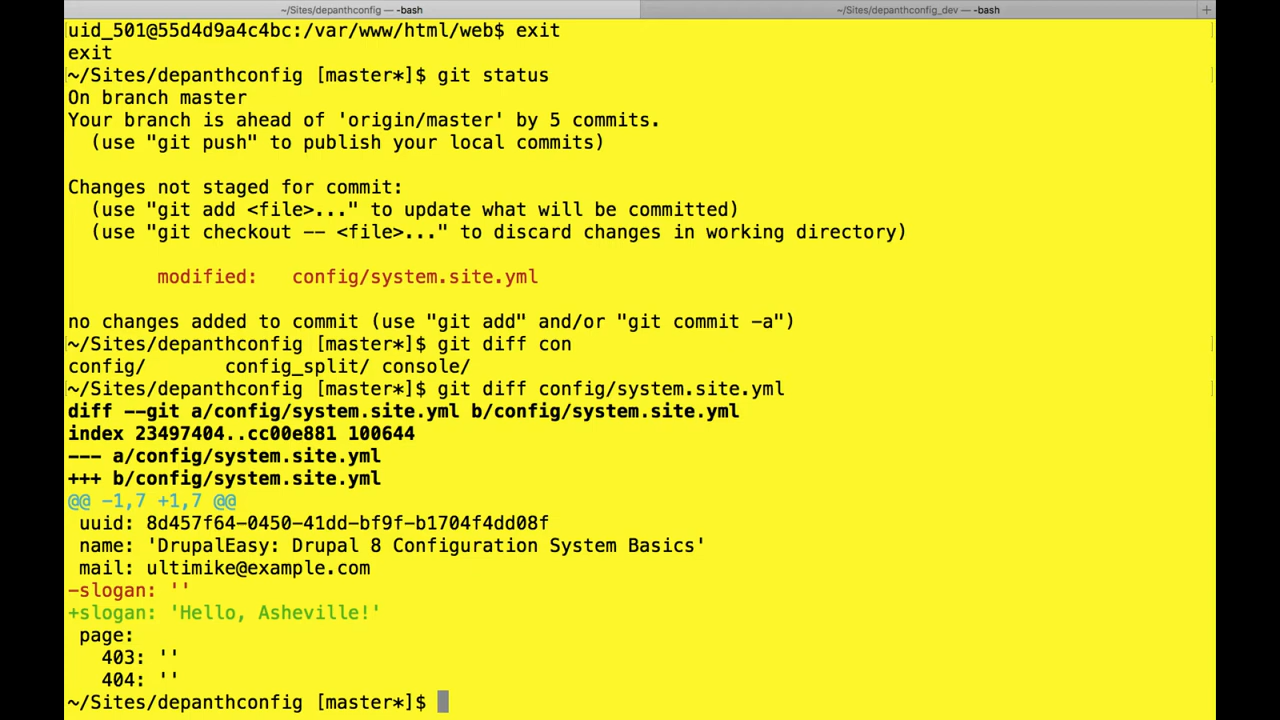 ~/Sites/depanthconfig — -bash
~/Sites/depanthconfig_dev — -bash
+
uid_501@55d4d9a4c4bc:/var/www/html/web$ exit
exit
~/Sites/depanthconfig [master*]$ git status
On branch master
Your branch is ahead of 'origin/master' by 5 commits.
  (use "git push" to publish your local commits)
Changes not staged for commit:
  (use "git add <file>..." to update what will be committed)
  (use "git checkout -- <file>..." to discard changes in working directory)
        modified:   config/system.site.yml
no changes added to commit (use "git add" and/or "git commit -a")
~/Sites/depanthconfig [master*]$ git diff con
config/       config_split/ console/
~/Sites/depanthconfig [master*]$ git diff config/system.site.yml
diff --git a/config/system.site.yml b/config/system.site.yml
index 23497404..cc00e881 100644
--- a/config/system.site.yml
+++ b/config/system.site.yml
@@ -1,7 +1,7 @@
 uuid: 8d457f64-0450-41dd-bf9f-b1704f4dd08f
 name: 'DrupalEasy: Drupal 8 Configuration System Basics'
 mail: ultimike@example.com
-slogan: ''
+slogan: 'Hello, Asheville!'
 page:
   403: ''
   404: ''
~/Sites/depanthconfig [master*]$